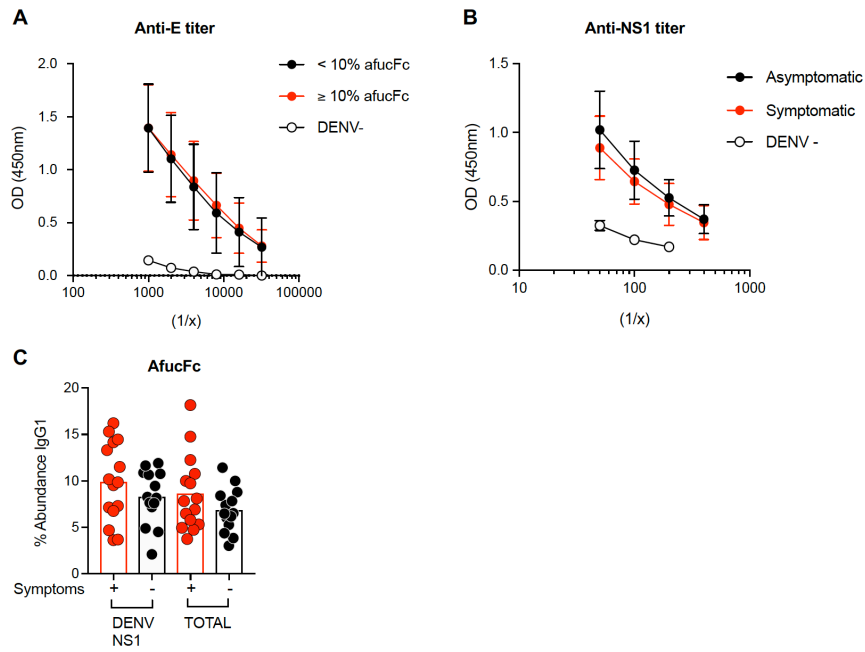 A
Anti-E titer
2.0
1.5
1.0
0.5
0.0
OD (450nm)
100
1000
10000
100000
(1/x)
< 10% afucFc
≥ 10% afucFc
DENV-
B
Anti-NS1 titer
1.5
1.0
0.5
0.0
OD (450nm)
10
100
1000
(1/x)
Asymptomatic
Symptomatic
DENV -
C
AfucFc
20
15
10
5
0
% Abundance IgG1
Symptoms + - + -
DENV NS1
TOTAL